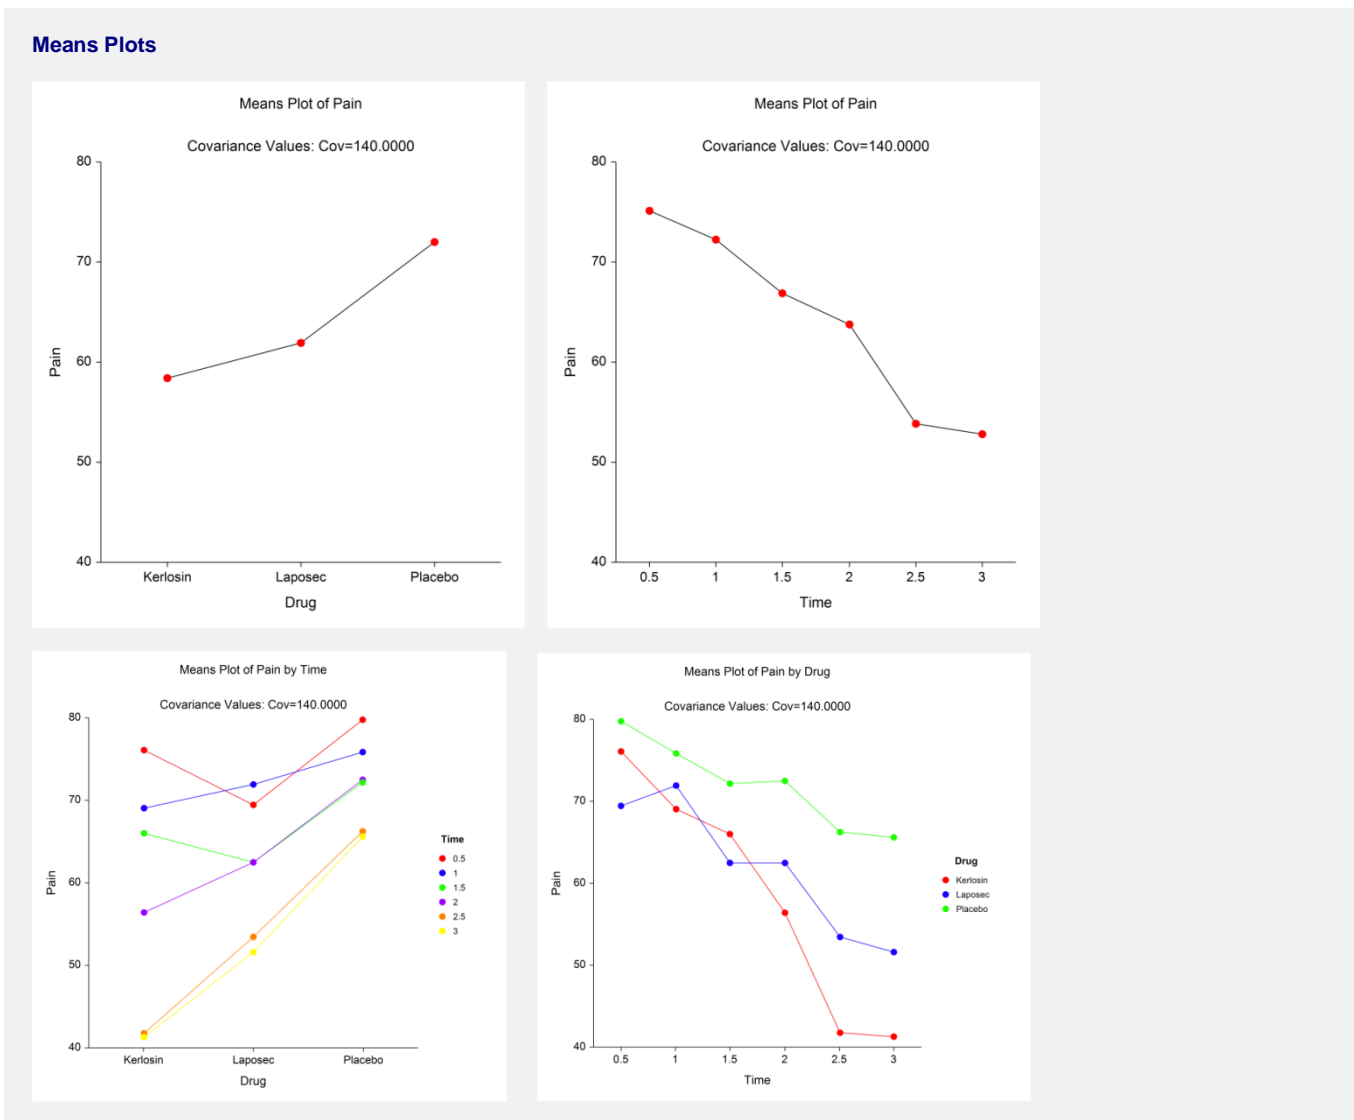 Means Plots
Means Plot of Pain
Covariance Values: Cov=140.0000
80
70
60
50
40
Pain
Kerlosin Laposec Placebo
Drug
Means Plot of Pain
Covariance Values: Cov=140.0000
80
70
60
50
40
Pain
0.5 1 1.5 2 2.5 3
Time
Means Plot of Pain by Time
Covariance Values: Cov=140.0000
80
70
60
50
40
Pain
Kerlosin Laposec Placebo
Drug
Time
0.5
1
1.5
2
2.5
3
Means Plot of Pain by Drug
Covariance Values: Cov=140.0000
80
70
60
50
40
Pain
0.5 1 1.5 2 2.5 3
Time
Drug
Kerlosin
Laposec
Placebo